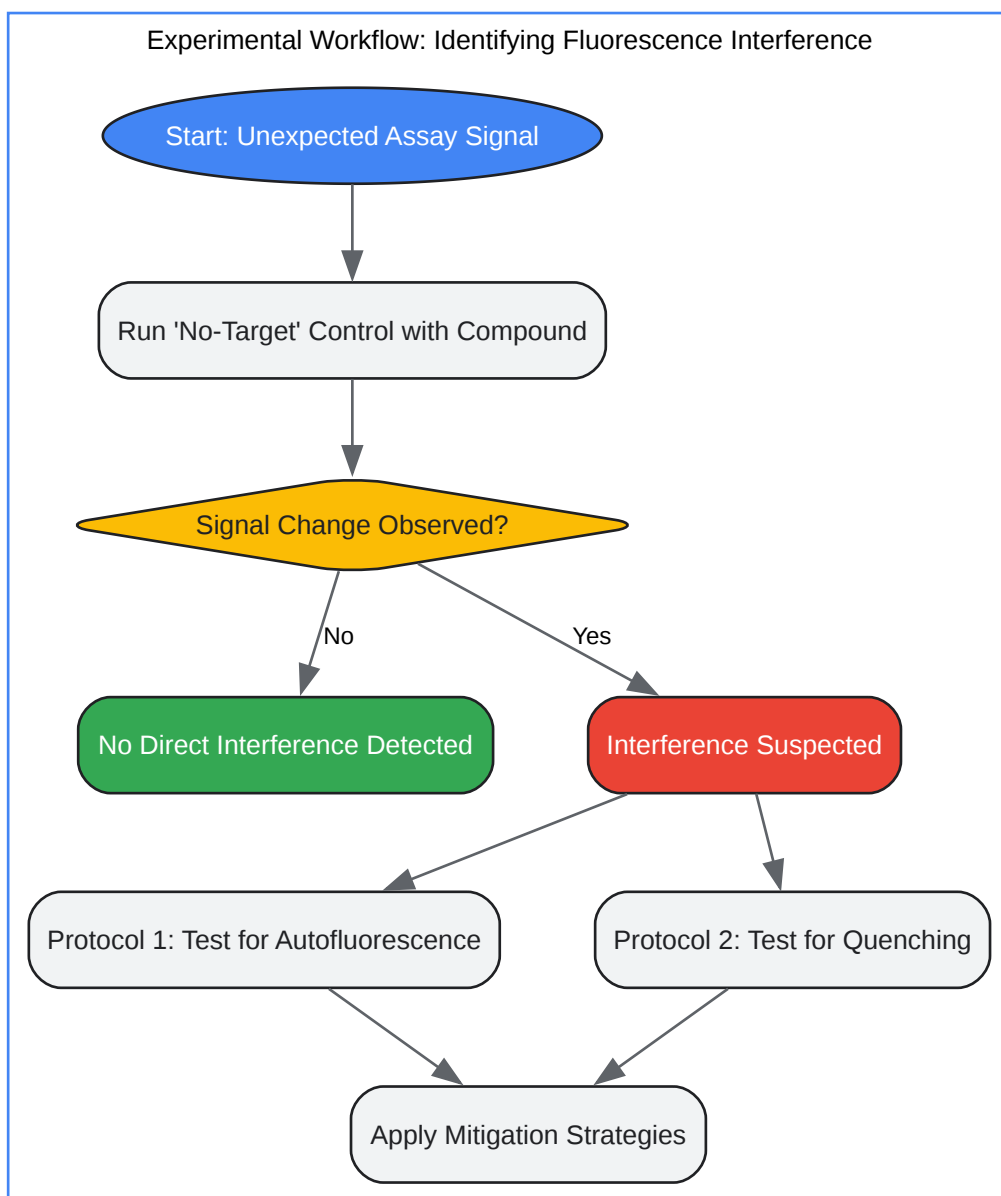 Experimental Workflow: Identifying Fluorescence Interference
Start: Unexpected Assay Signal
Run 'No-Target' Control with Compound
Signal Change Observed?
No
Yes
No Direct Interference Detected
Interference Suspected
Protocol 1: Test for Autofluorescence
Protocol 2: Test for Quenching
Apply Mitigation Strategies